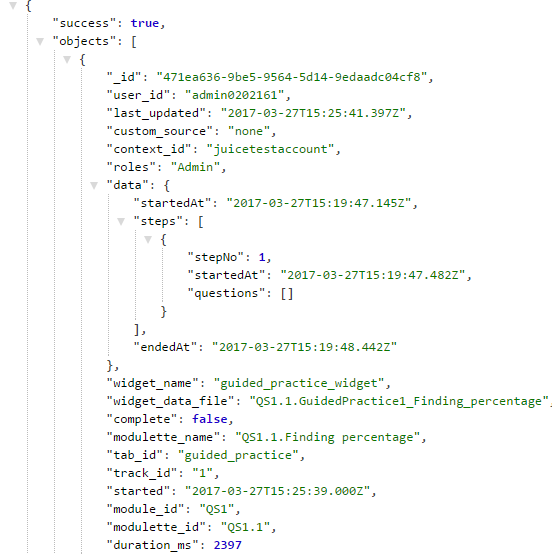 {
"success": true,
"objects": [
{
"_id": "471ea636-9be5-9564-5d14-9edaadc04cf8",
"user_id": "admin0202161",
"last_updated": "2017-03-27T15:25:41.397Z",
"custom_source": "none",
"context_id": "juicetestaccount",
"roles": "Admin",
"data": {
"startedAt": "2017-03-27T15:19:47.145Z",
"steps": [
{
"stepNo": 1,
"startedAt": "2017-03-27T15:19:47.482Z",
"questions": []
}
],
"endedAt": "2017-03-27T15:19:48.442Z"
},
"widget_name": "guided_practice_widget",
"widget_data_file": "QS1.1.GuidedPractice1_Finding_percentage",
"complete": false,
"modulette_name": "QS1.1.Finding percentage",
"tab_id": "guided_practice",
"track_id": "1",
"started": "2017-03-27T15:25:39.000Z",
"module_id": "QS1",
"modulette_id": "QS1.1",
"duration_ms": 2397